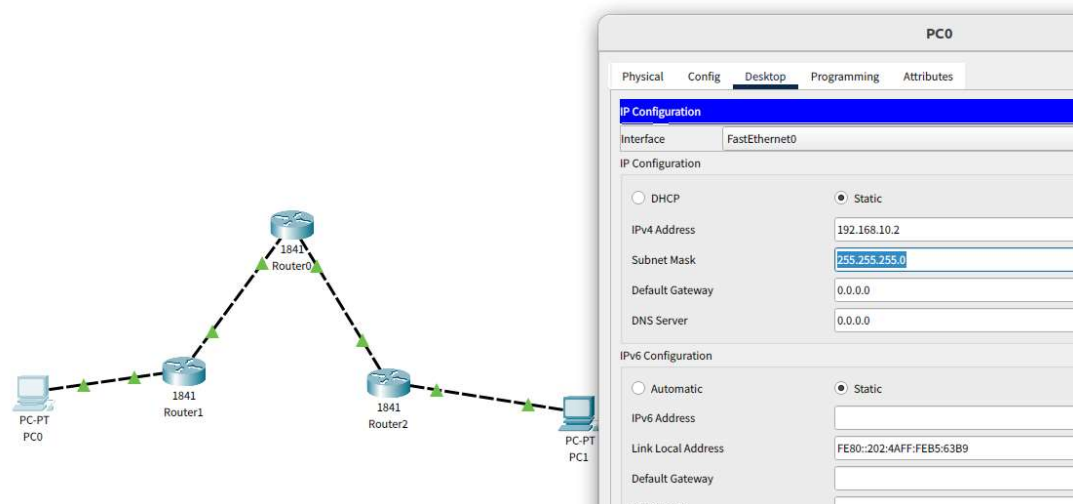 PC0
Physical Config Desktop Programming Attributes
IP Configuration
Interface FastEthernet0
IP Configuration
DHCP Static
IPv4 Address 192.168.10.2
Subnet Mask 255.255.255.0
Default Gateway 0.0.0.0
DNS Server 0.0.0.0
IPv6 Configuration
Automatic Static
IPv6 Address
Link Local Address FE80::202:4AFF:FEB5:63B9
Default Gateway
1841
Router0
1841
Router1
1841
Router2
PC-PT
PC0
PC-PT
PC1